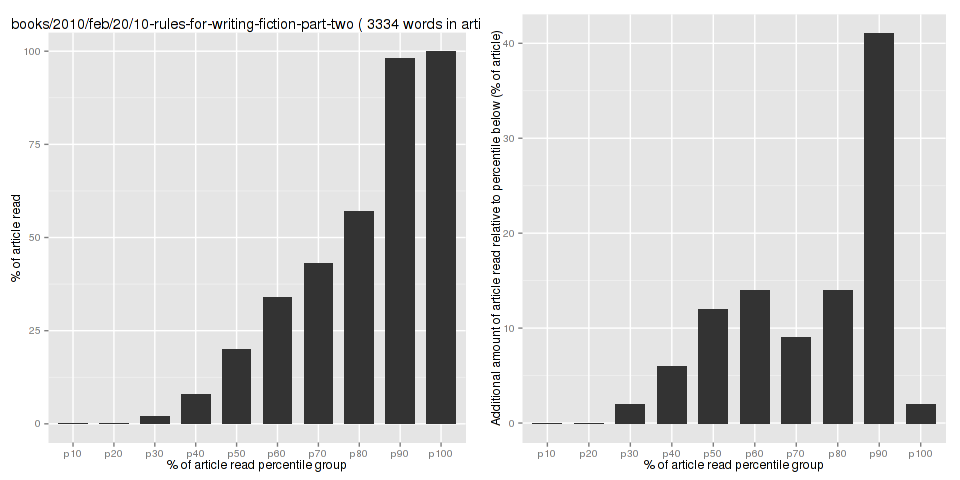 books/2010/feb/20/10-rules-for-writing-fiction-part-two ( 3334 words in arti
100
75
50
25
0
% of article read
p10 p20 p30 p40 p50 p60 p70 p80 p90 p100
% of article read percentile group
40
30
20
10
0
Additional amount of article read relative to percentile below (% of article)
p10 p20 p30 p40 p50 p60 p70 p80 p90 p100
% of article read percentile group